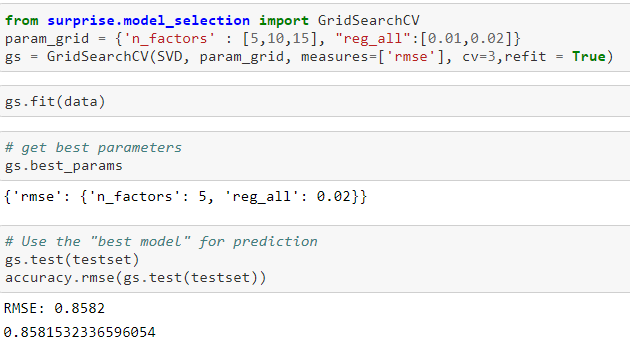 from surprise.model_selection import GridSearchCV
param_grid = {'n_factors' : [5,10,15], "reg_all":[0.01,0.02]}
gs = GridSearchCV(SVD, param_grid, measures=['rmse'], cv=3,refit = True)
gs.fit(data)
# get best parameters
gs.best_params
{'rmse': {'n_factors': 5, 'reg_all': 0.02}}
# Use the "best model" for prediction
gs.test(testset)
accuracy.rmse(gs.test(testset))
RMSE: 0.8582
0.8581532336596054